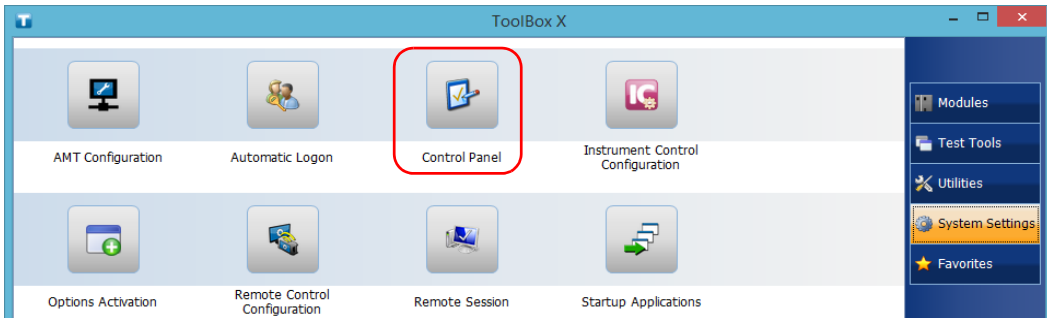 ToolBox X
AMT Configuration
Automatic Logon
Control Panel
Instrument Control
Configuration
Options Activation
Remote Control
Configuration
Remote Session
Startup Applications
Modules
Test Tools
Utilities
System Settings
Favorites